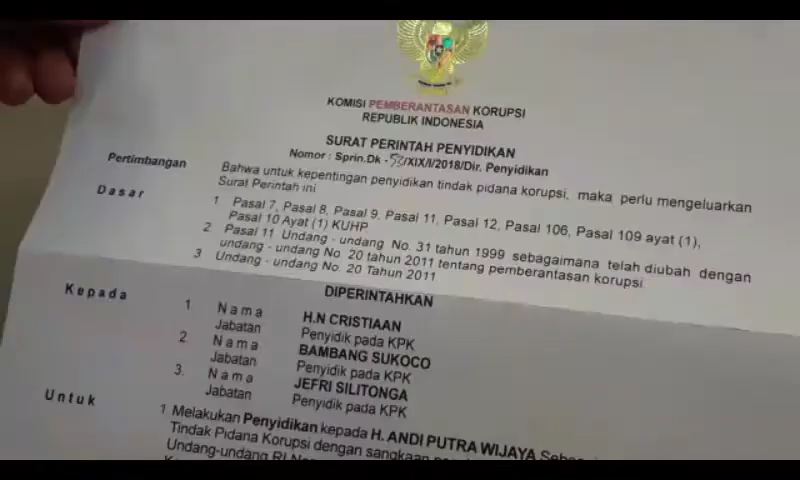 KOMISI PEMBERANTASAN KORUPSI
REPUBLIK INDONESIA
SURAT PERINTAH PENYIDIKAN
Nomor : Sprin.Dk -53/XIX/I/2018/Dir. Penyidikan
Pertimbangan Bahwa untuk kepentingan penyidikan tindak pidana korupsi, maka perlu mengeluarkan
Surat Perintah ini
Dasar 1 Pasal 7, Pasal 8, Pasal 9, Pasal 11, Pasal 12, Pasal 106, Pasal 109 ayat (1),
Pasal 10 Ayat (1) KUHP
2 Pasal 11 Undang - undang No. 31 tahun 1999 sebagaimana telah diubah dengan
undang - undang No 20 tahun 2011 tentang pemberantasan korupsi
3 Undang - undang No. 20 Tahun 2011
DIPERINTAHKAN
Kepada 1 Nama H.N CRISTIAAN
Jabatan Penyidik pada KPK
2. Nama BAMBANG SUKOCO
Jabatan Penyidik pada KPK
3. Nama JEFRI SILITONGA
Jabatan Penyidik pada KPK
Untuk 1 Melakukan Penyidikan kepada H. ANDI PUTRA WIJAYA
Tindak Pidana Korupsi dengan sangkaan
Undang-undang RI